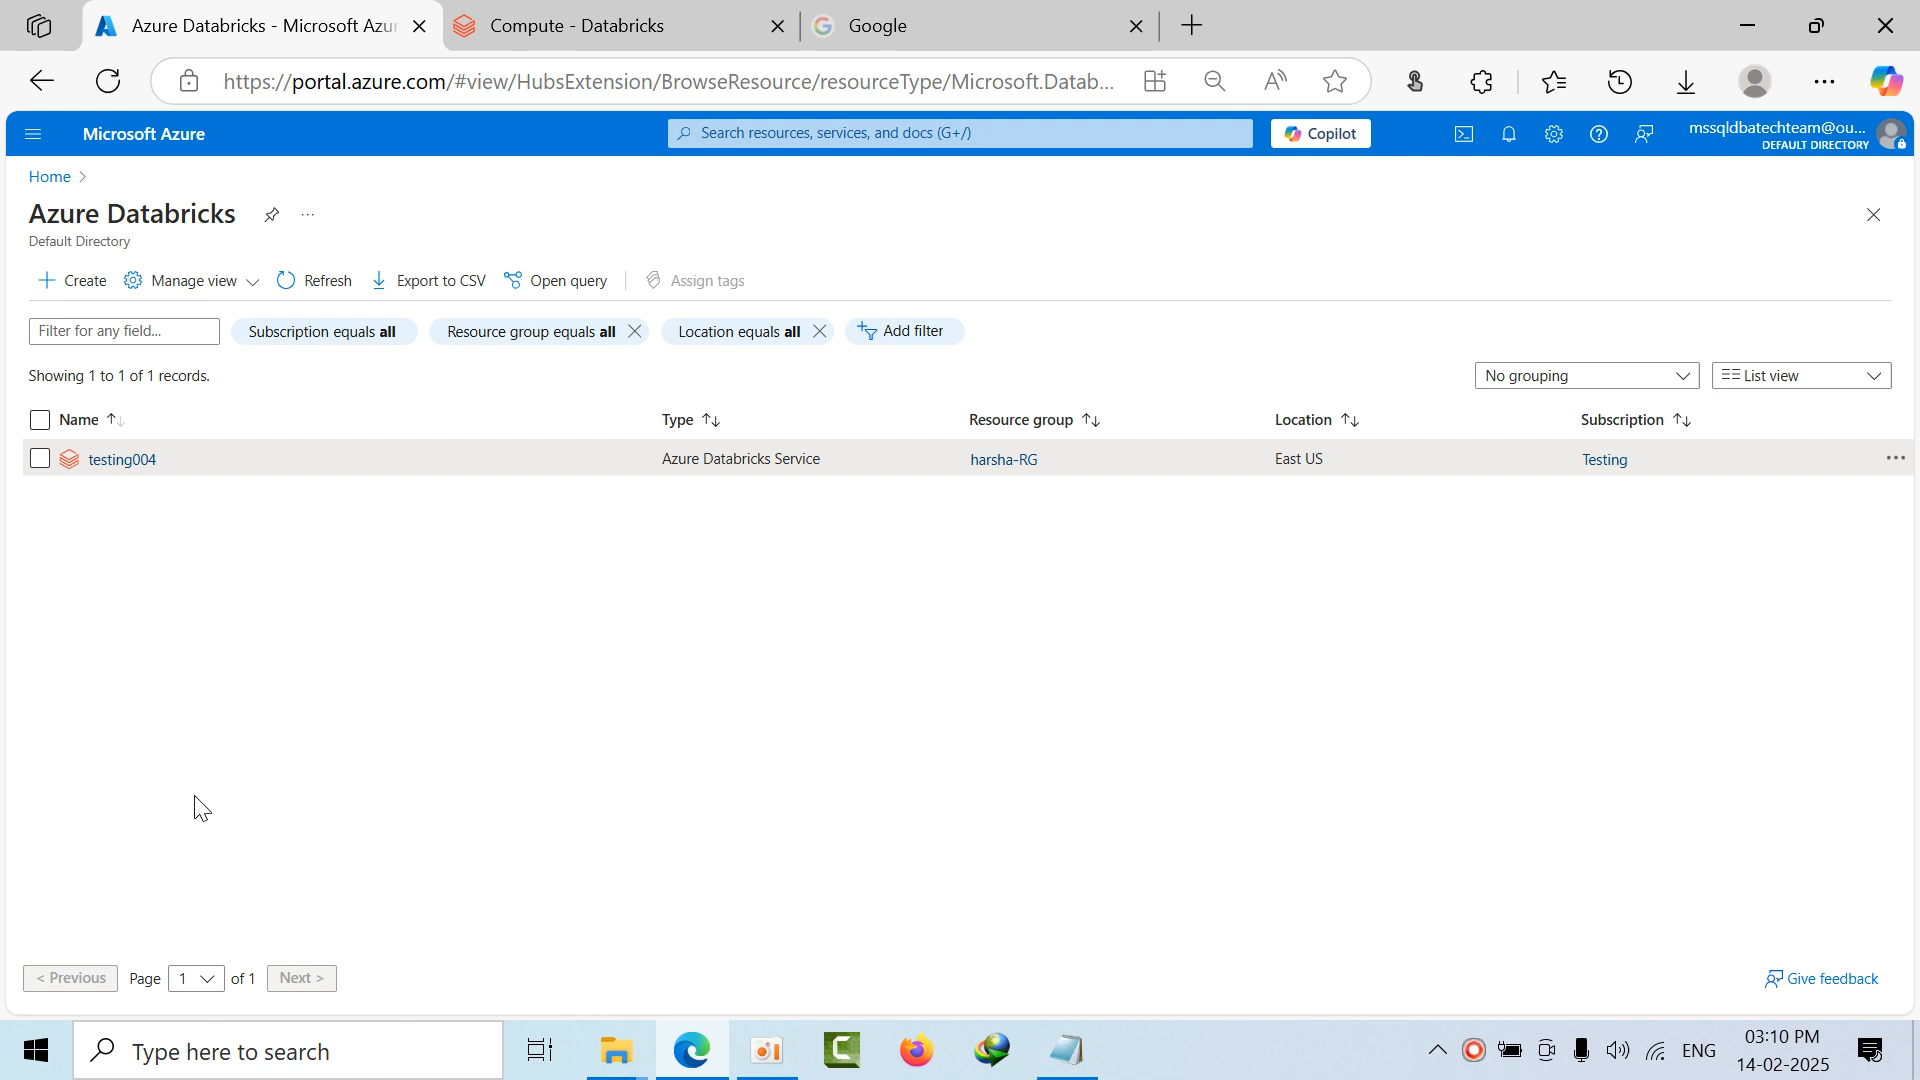 Azure Databricks - Microsoft Azur
Compute - Databricks
Google
https://portal.azure.com/#view/HubsExtension/BrowseResource/resourceType/Microsoft.Datab...
Microsoft Azure
Search resources, services, and docs (G+/)
Copilot
mssqldbatechteam@ou...
DEFAULT DIRECTORY
Home
Azure Databricks
Default Directory
Create
Manage view
Refresh
Export to CSV
Open query
Assign tags
Filter for any field...
Subscription equals all
Resource group equals all
Location equals all
Add filter
Showing 1 to 1 of 1 records.
No grouping
List view
Name
Type
Resource group
Location
Subscription
testing004
Azure Databricks Service
harsha-RG
East US
Testing
< Previous
Page
1
of 1
Next >
Give feedback
Type here to search
ENG
03:10 PM
14-02-2025